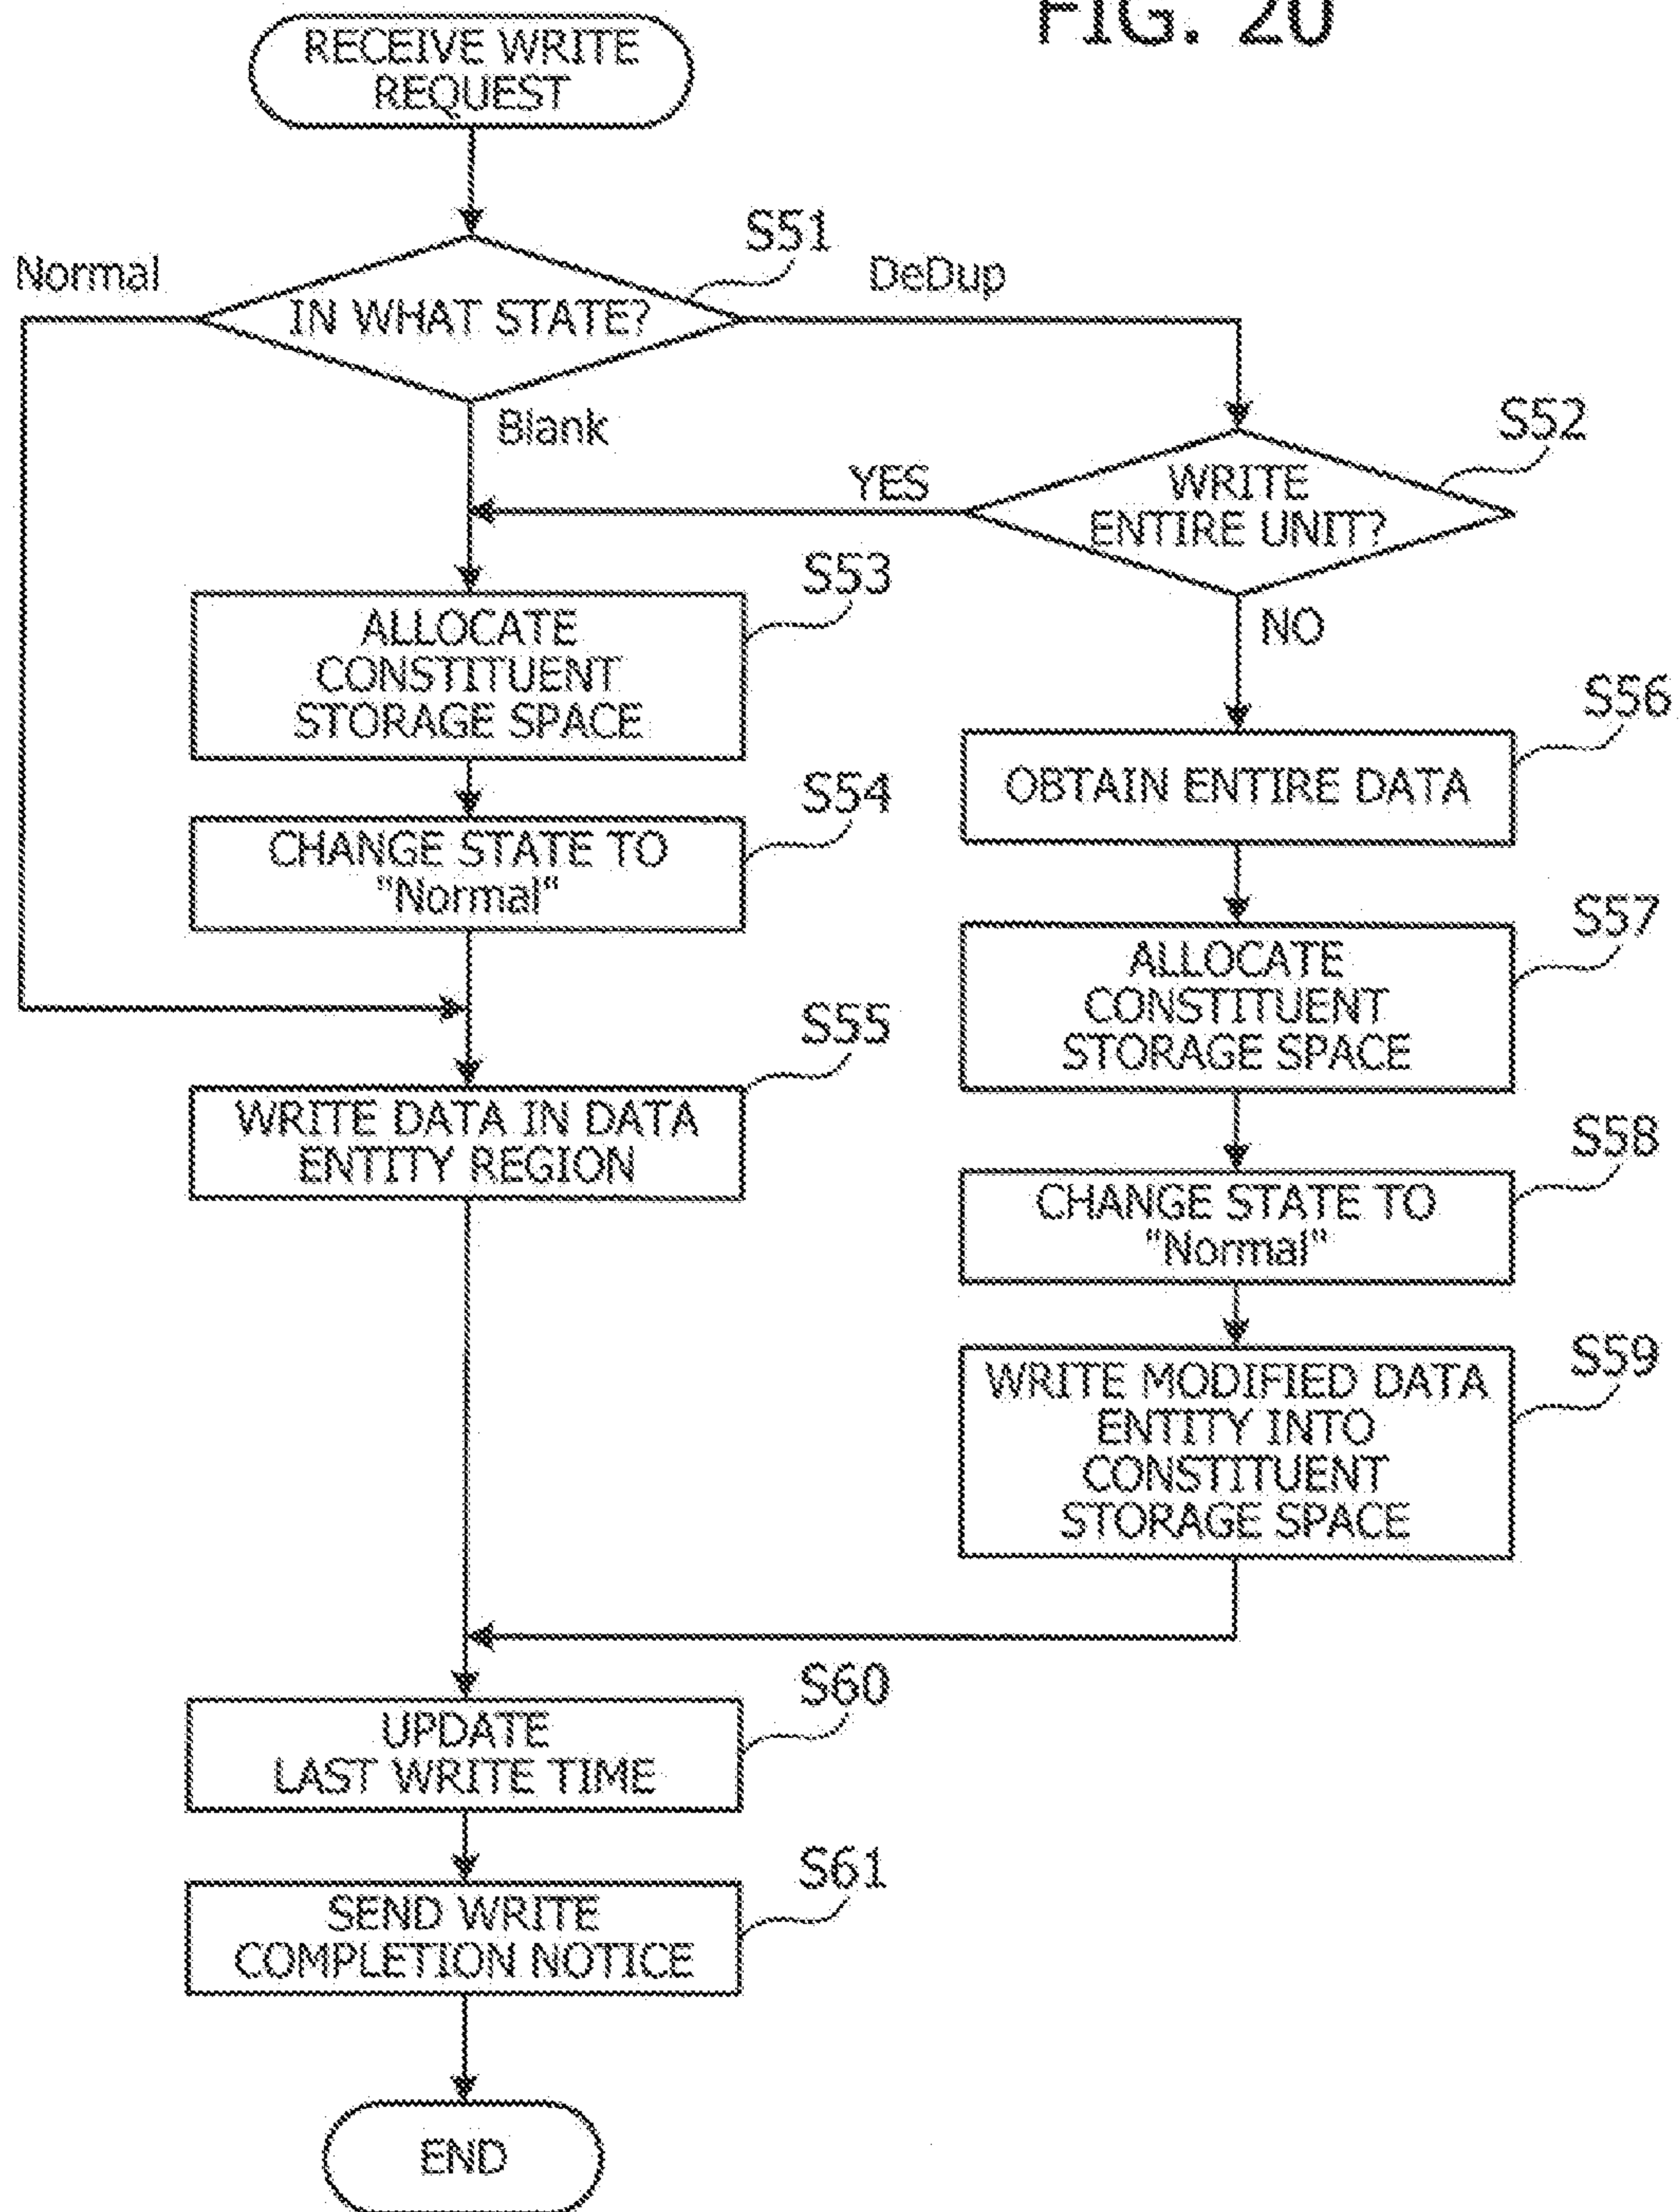 FIG. 20
RECEIVE WRITE
REQUEST
S51
Normal
DeDup
IN WHAT STATE?
Blank
S52
YES
WRITE
ENTIRE UNIT?
NO
S53
ALLOCATE
CONSTITUENT
STORAGE SPACE
S56
OBTAIN ENTIRE DATA
S54
CHANGE STATE TO
"Normal"
S57
ALLOCATE
CONSTITUENT
STORAGE SPACE
S55
WRITE DATA IN DATA
ENTITY REGION
S58
CHANGE STATE TO
"Normal"
S59
WRITE MODIFIED DATA
ENTITY INTO
CONSTITUENT
STORAGE SPACE
S60
UPDATE
LAST WRITE TIME
S61
SEND WRITE
COMPLETION NOTICE
END